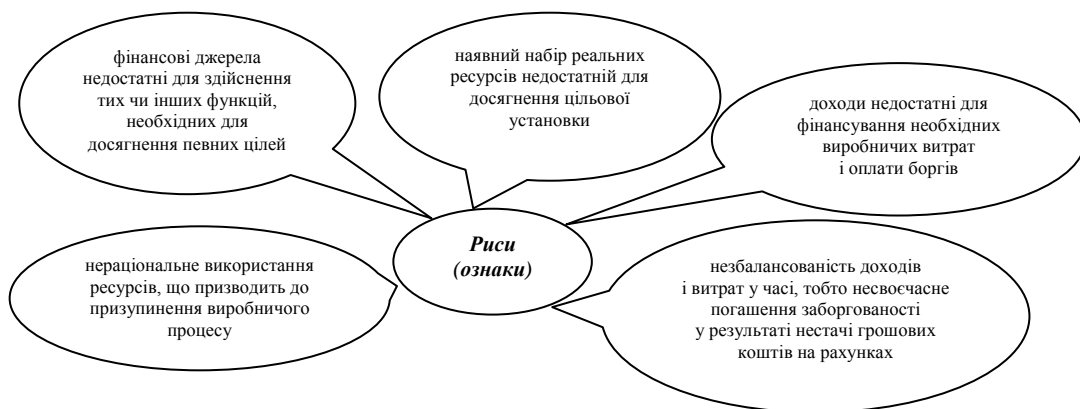 фінансові джерела
недостатні для здійснення
тих чи інших функцій,
необхідних для
досягнення певних цілей
наявний набір реальних
ресурсів недостатній для
досягнення цільової
установки
доходи недостатні для
фінансування необхідних
виробничих витрат
і оплати боргів
Риси
(ознаки)
нераціональне використання
ресурсів, що призводить до
призупинення виробничого
процесу
незбалансованість доходів
і витрат у часі, тобто несвоєчасне
погашення заборгованості
у результаті нестачі грошових
коштів на рахунках